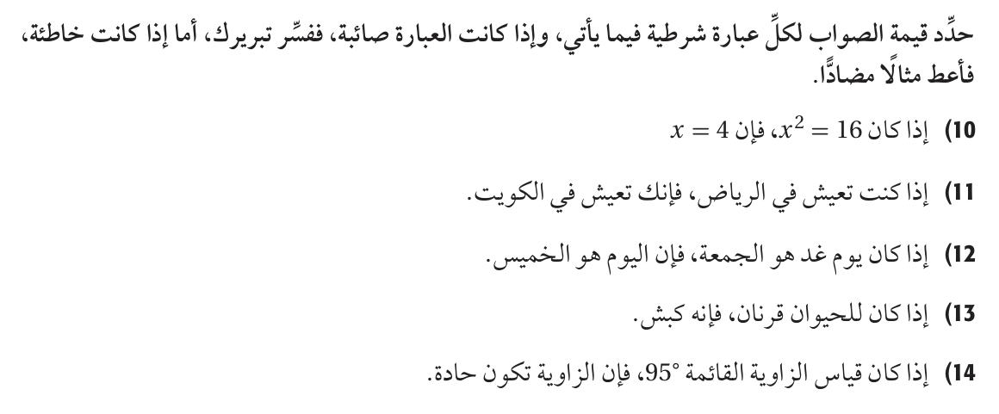 حدِّد قيمة الصواب لكلِّ عبارة شرطية فيما يأتي، وإذا كانت العبارة صائبة، ففسِّر تبريرك، أما إذا كانت خاطئة،
فأعط مثالًا مضادًّا.
10) إذا كان x² = 16، فإن x = 4
11) إذا كنت تعيش في الرياض، فإنك تعيش في الكويت.
12) إذا كان يوم غد هو الجمعة، فإن اليوم هو الخميس.
13) إذا كان للحيوان قرنان، فإنه كبش.
14) إذا كان قياس الزاوية القائمة 95°، فإن الزاوية تكون حادة.